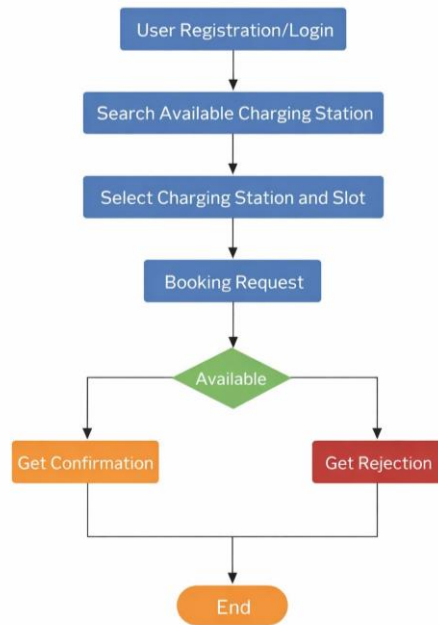 User Registration/Login
Search Available Charging Station
Select Charging Station and Slot
Booking Request
Available
Get Confirmation
Get Rejection
End